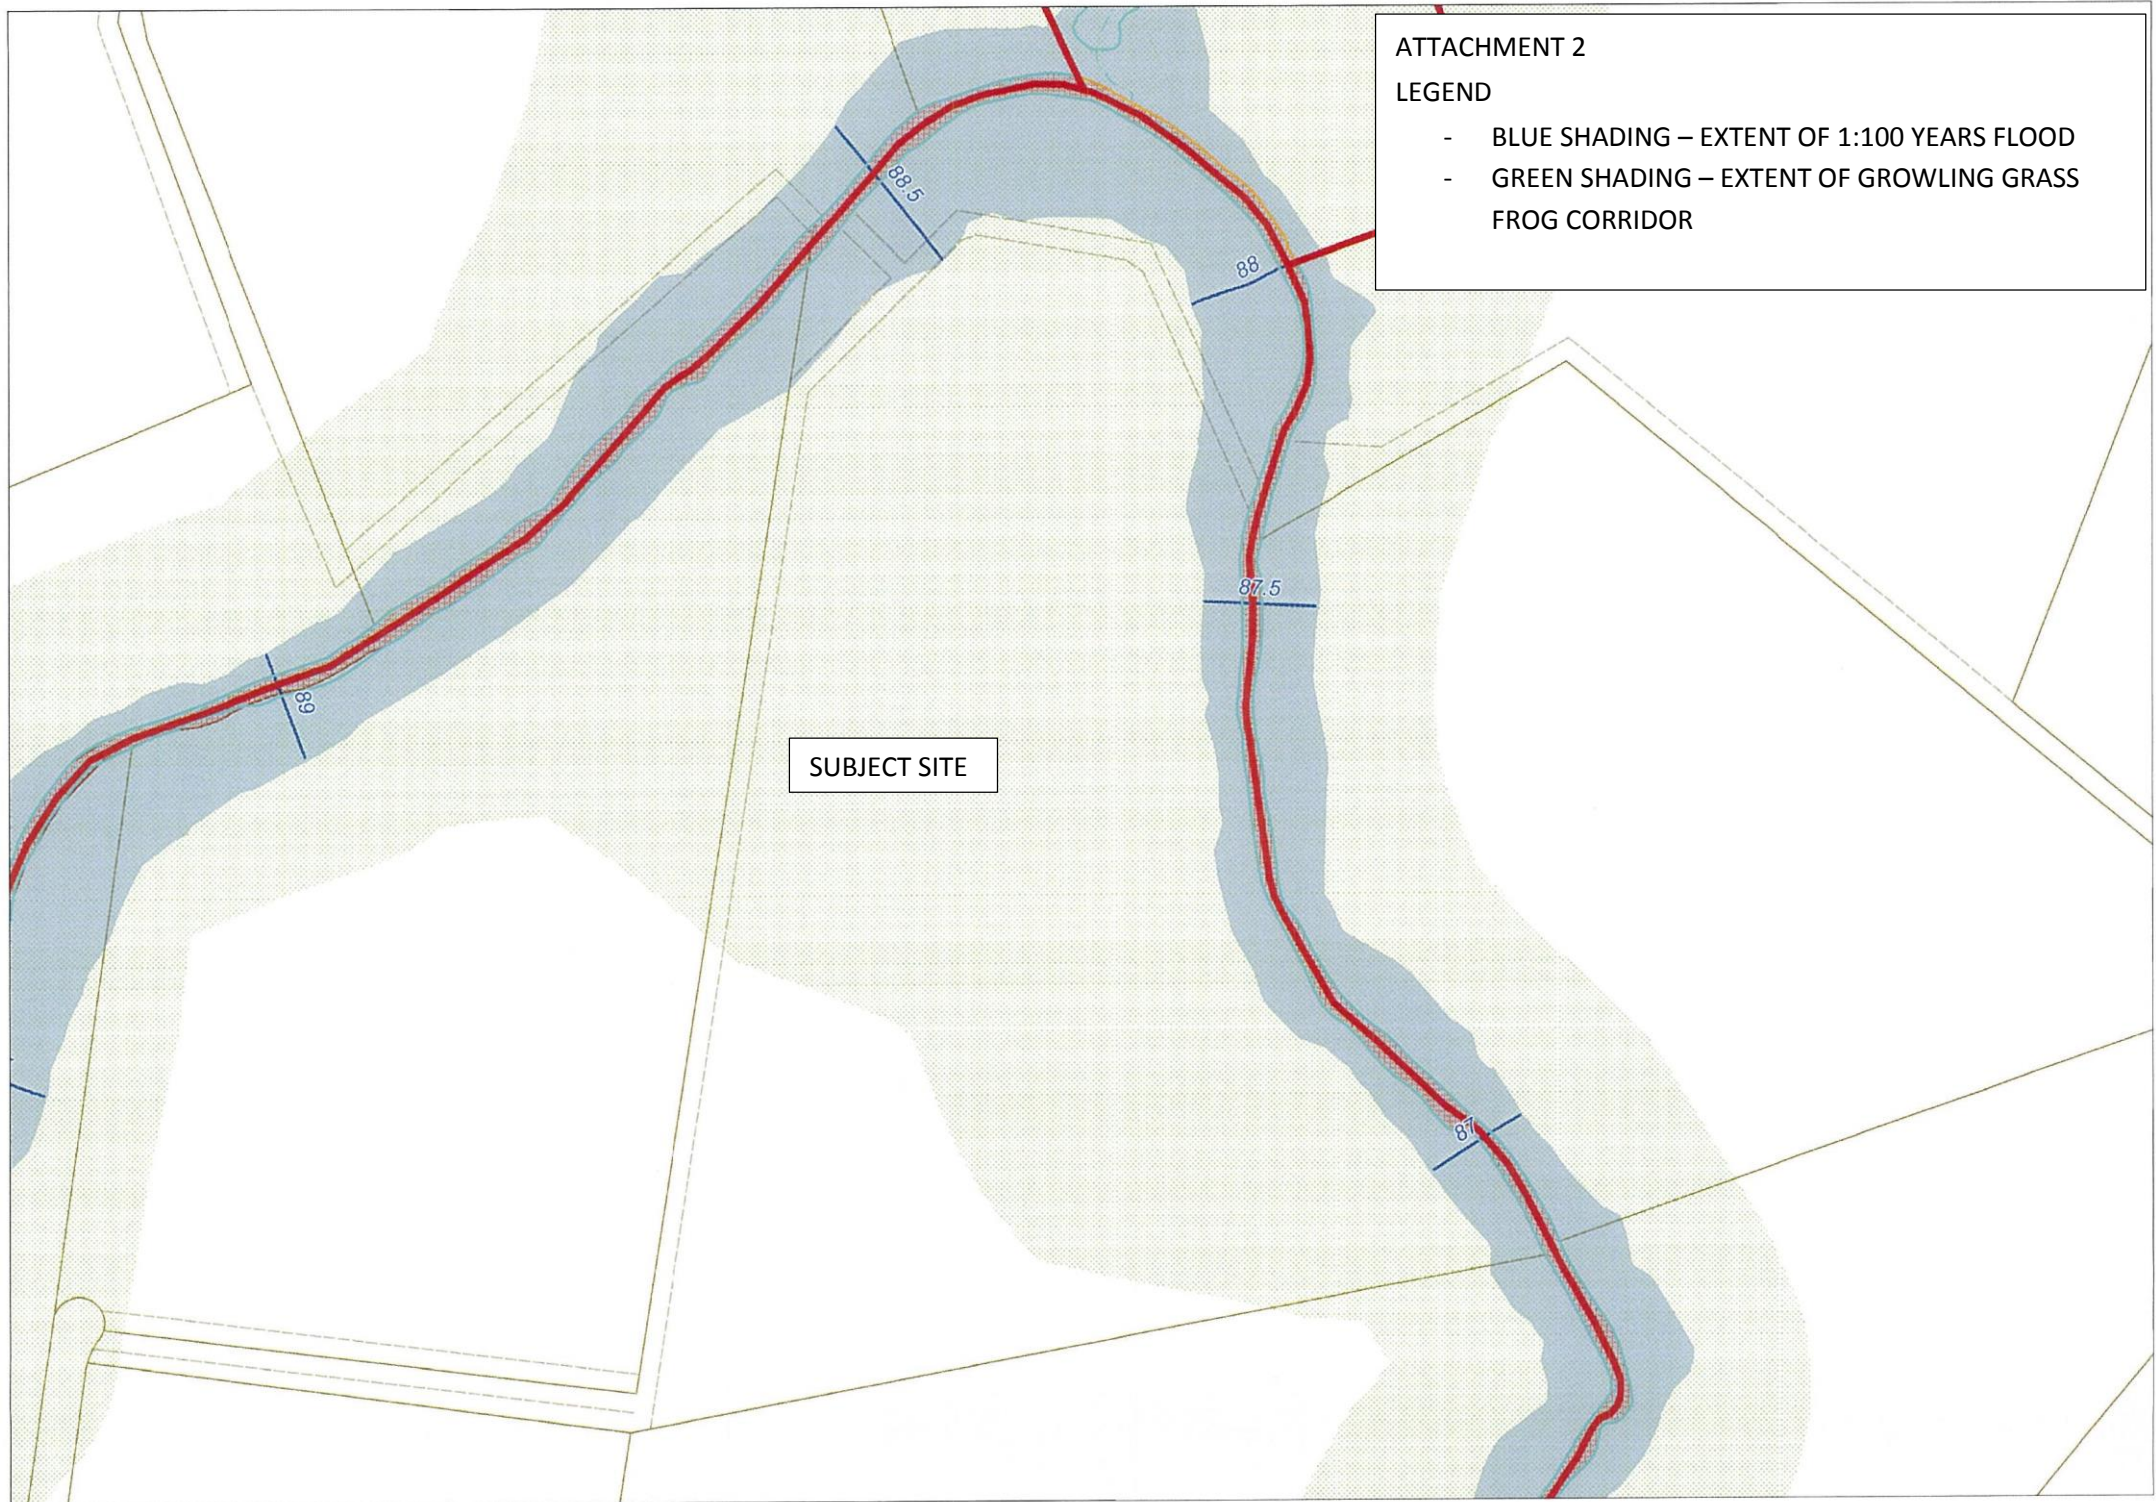 ATTACHMENT 2
LEGEND
- BLUE SHADING – EXTENT OF 1:100 YEARS FLOOD
- GREEN SHADING – EXTENT OF GROWLING GRASS
FROG CORRIDOR
88.5
88
87.5
89
SUBJECT SITE
87